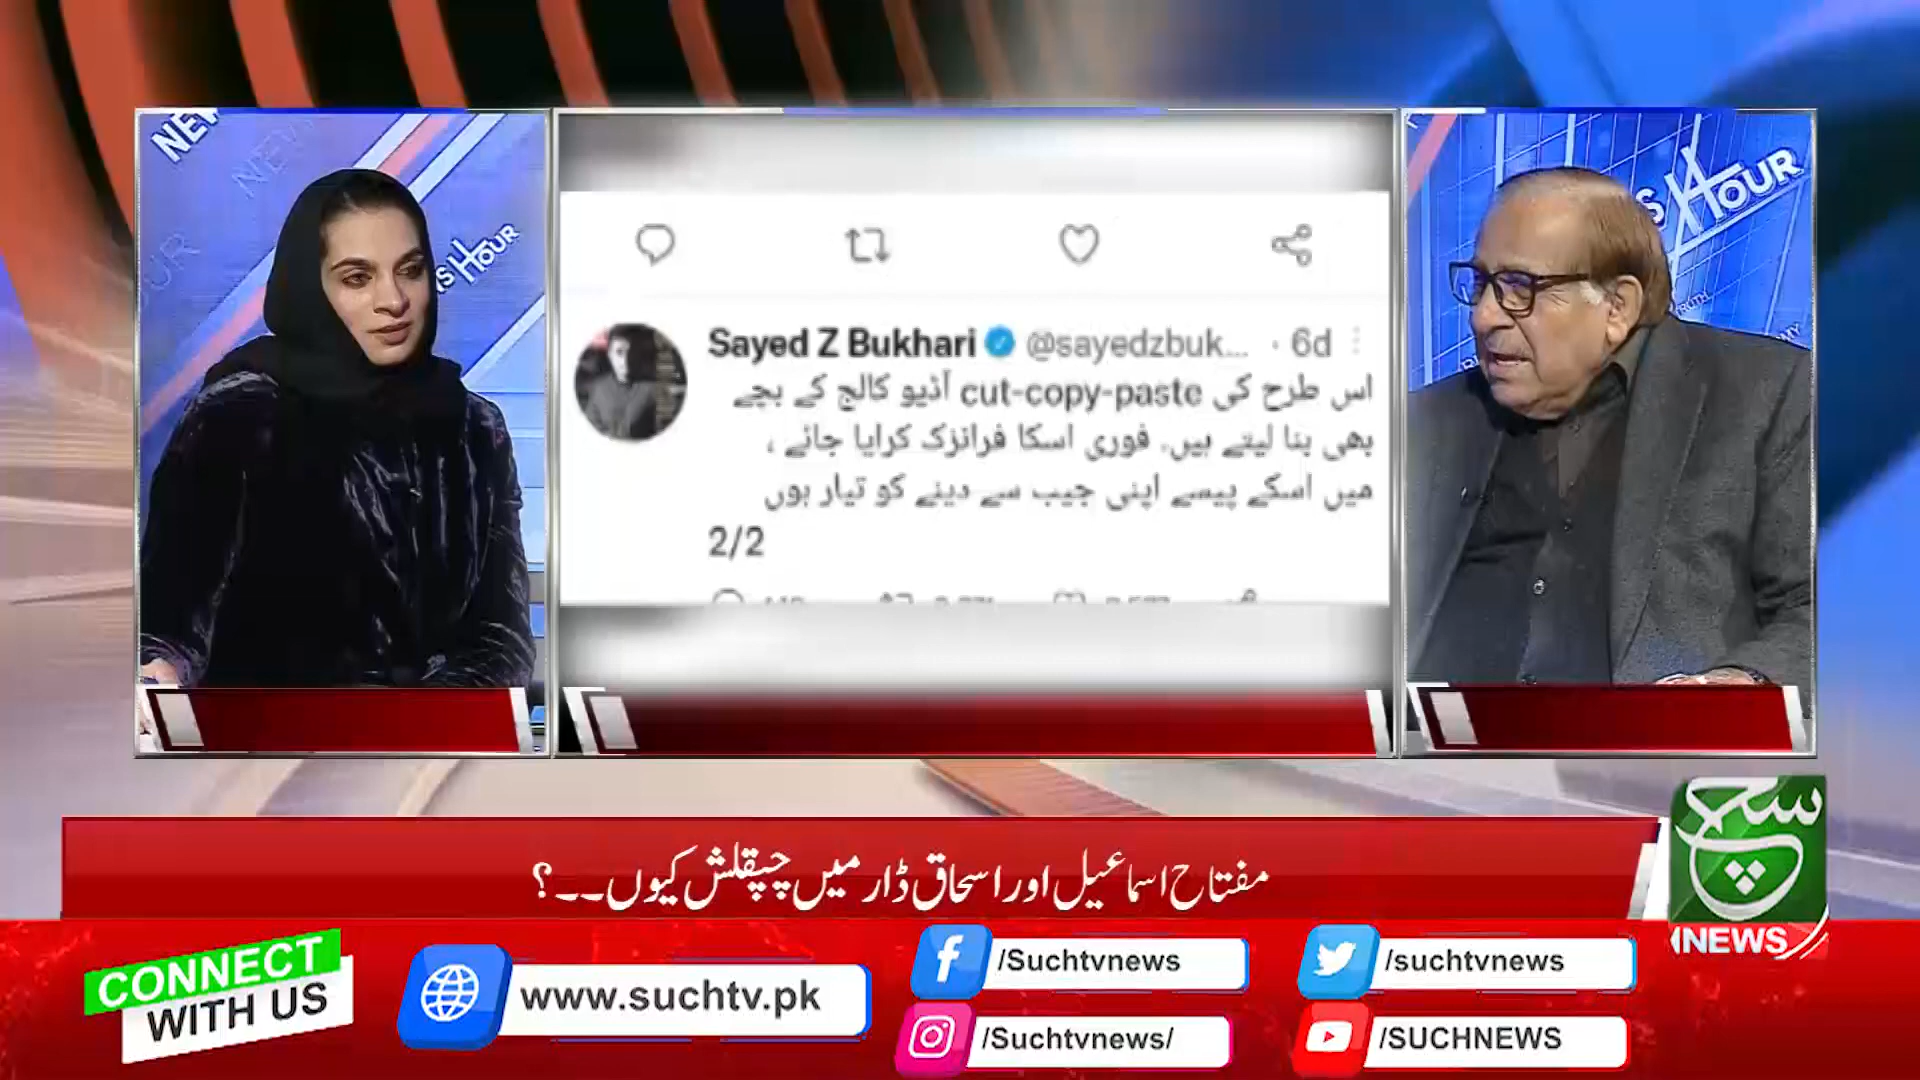 NEW
S HOUR
S HOUR
Sayed Z Bukhari @sayedzbuk... · 6d
اس طرح کی cut-copy-paste آڈیو کالج کے بچے
بھی بنا لیتے ہیں. فوری اسکا فرانزک کرایا جائے ،
میں اسکے پیسے اپنی جیب سے دینے کو تیار ہوں
2/2
مفتاح اسماعیل اور اسحاق ڈار میں چپقلش کیوں۔۔۔؟
سچ
NEWS
CONNECT
WITH US
www.suchtv.pk
/Suchtvnews
/suchtvnews
/Suchtvnews/
/SUCHNEWS